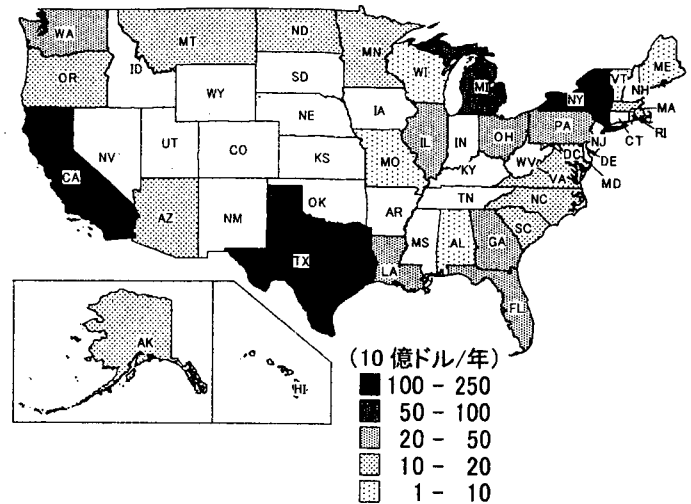 WA
MT
ND
MN
OR
ID
SD
WI
MI
VT
ME
NH
NY
MA
WY
IA
NE
PA
RI
CT
NJ
NV
UT
CO
IL
IN
OH
DE
DC
MD
CA
KS
MO
KY
WV
VA
AZ
NM
OK
AR
TN
NC
SC
TX
MS
AL
GA
LA
FL
AK
HI
(10 億ドル/年)
100 - 250
50 - 100
20 - 50
10 - 20
1 - 10